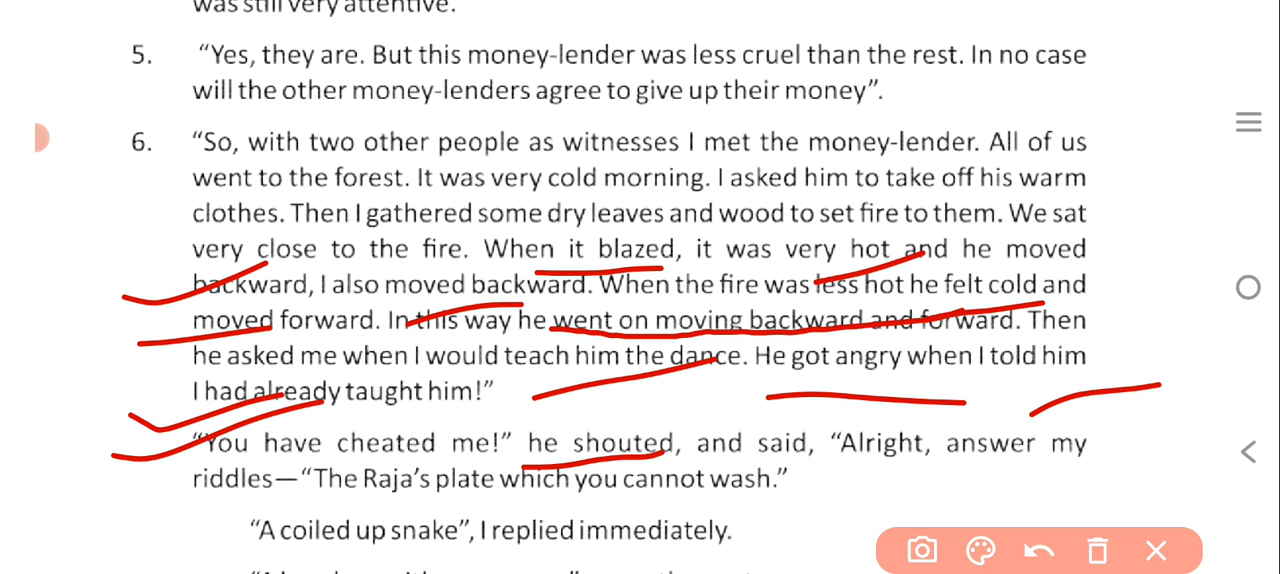 was still very attentive.
5. “Yes, they are. But this money-lender was less cruel than the rest. In no case
will the other money-lenders agree to give up their money”.
6. “So, with two other people as witnesses I met the money-lender. All of us
went to the forest. It was very cold morning. I asked him to take off his warm
clothes. Then I gathered some dry leaves and wood to set fire to them. We sat
very close to the fire. When it blazed, it was very hot and he moved
backward, I also moved backward. When the fire was less hot he felt cold and
moved forward. In this way he went on moving backward and forward. Then
he asked me when I would teach him the dance. He got angry when I told him
I had already taught him!”
“You have cheated me!” he shouted, and said, “Alright, answer my
riddles—“The Raja’s plate which you cannot wash.”
“A coiled up snake”, I replied immediately.